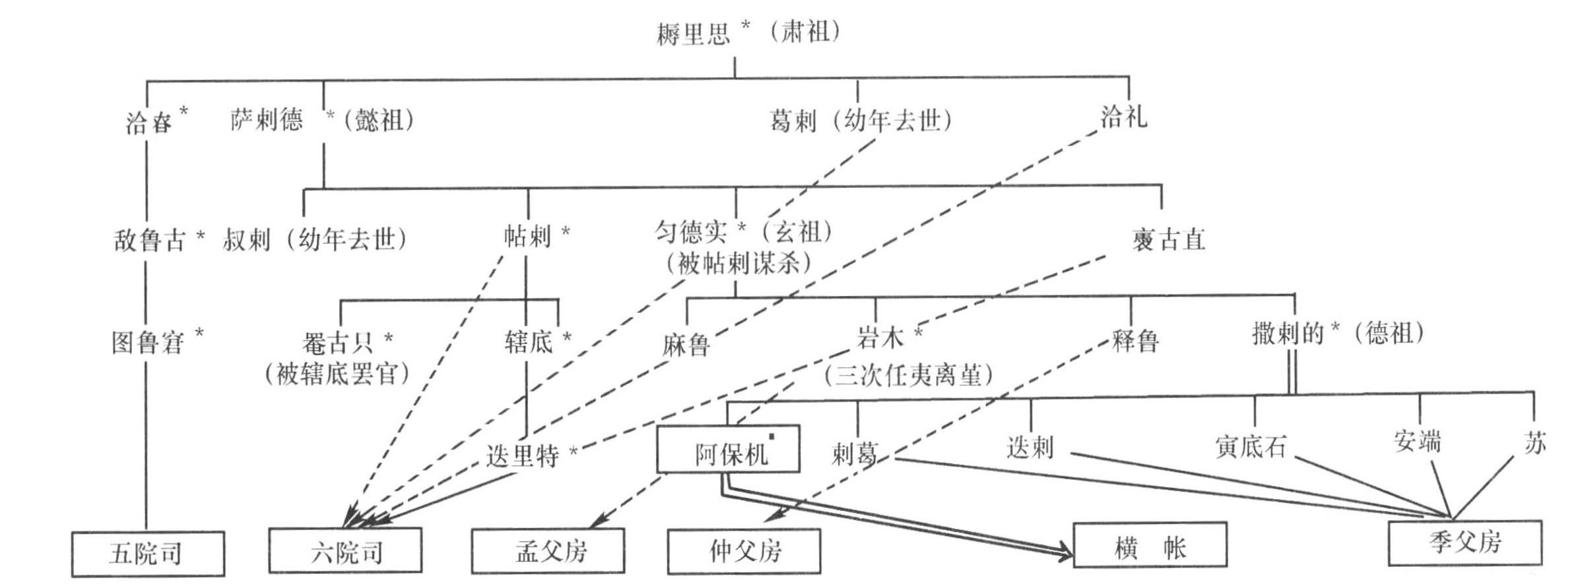 耨里思*（肃祖）
洽昚* 萨剌德 *（懿祖） 葛剌（幼年去世） 洽礼
敌鲁古* 叔剌（幼年去世） 帖剌* 匀德实*（玄祖） 裹古直
（被帖剌谋杀）
图鲁窘* 罨古只* 辖底* 麻鲁 岩木* 释鲁 撒剌的*（德祖）
（被辖底罢官） （三次任夷离堇）
迭里特* 阿保机* 剌葛 迭剌 寅底石 安端 苏
五院司 六院司 孟父房 仲父房 横帐 季父房